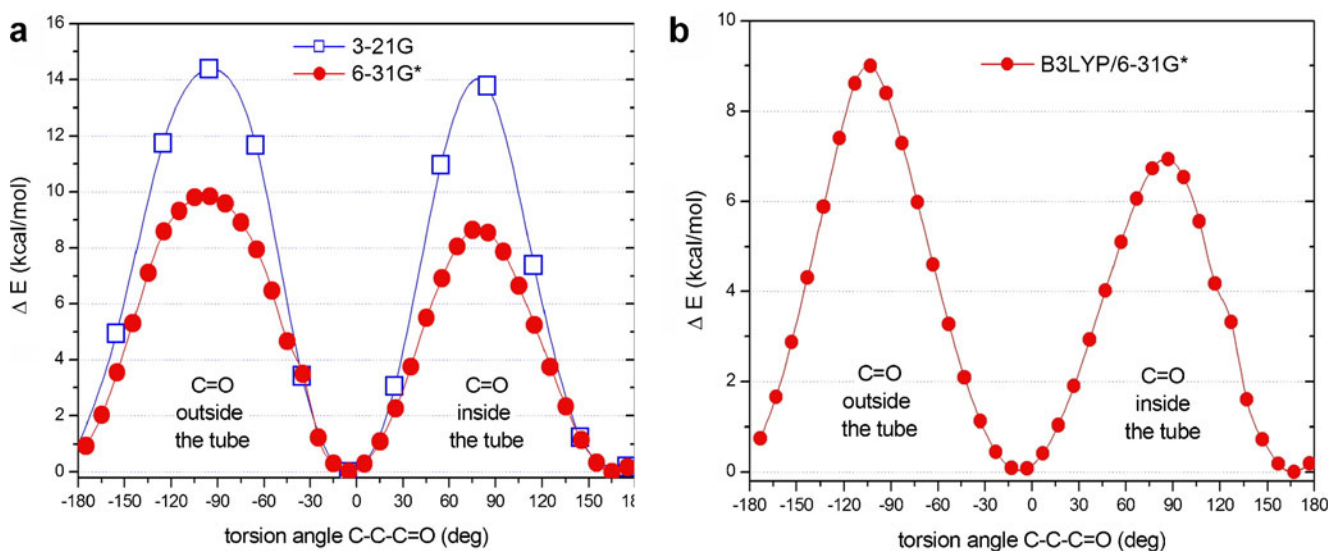 a
3-21G
6-31G*
16
14
12
10
8
6
4
2
0
Δ E (kcal/mol)
C=O
outside
the tube
C=O
inside
the tube
-180 -150 -120 -90 -60 -30 0 30 60 90 120 150 18
torsion angle C-C-C=O (deg)
b
B3LYP/6-31G*
10
8
6
4
2
0
Δ E (kcal/mol)
C=O
outside
the tube
C=O
inside
the tube
-180 -150 -120 -90 -60 -30 0 30 60 90 120 150 180
torsion angle C-C-C=O (deg)